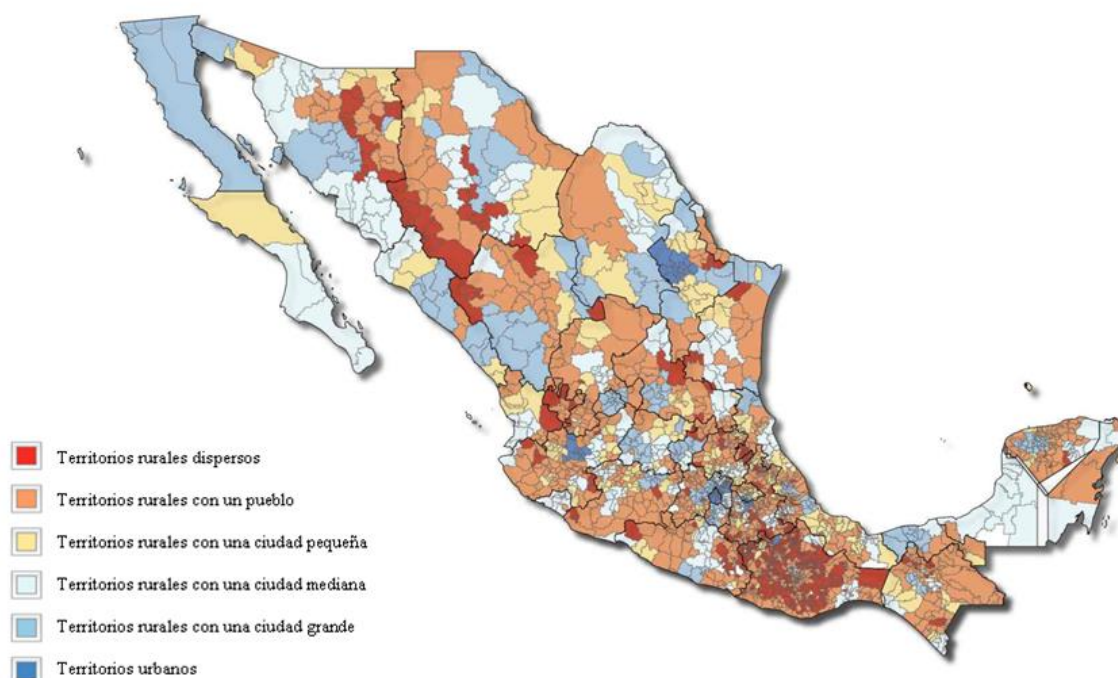 Territorios rurales dispersos
Territorios rurales con un pueblo
Territorios rurales con una ciudad pequeña
Territorios rurales con una ciudad mediana
Territorios rurales con una ciudad grande
Territorios urbanos